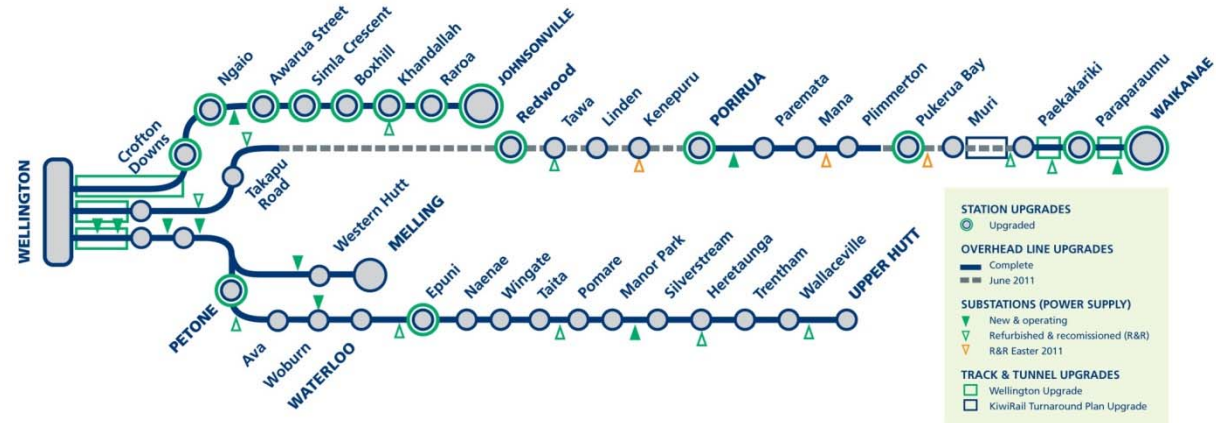 WELLINGTON
Crofton
Downs
Ngaio
Awarua Street
Simla Crescent
Boxhill
Khandallah
Raroa
JOHNSONVILLE
Takapu
Road
Redwood
Tawa
Linden
Kenepuru
PORIRUA
Paremata
Mana
Plimmerton
Pukerua Bay
Muri
Paekakariki
Paraparaumu
WAIKANAE
Western Hutt
MELLING
PETONE
Ava
Woburn
WATERLOO
Epuni
Naenae
Wingate
Taita
Pomare
Manor Park
Silverstream
Heretaunga
Trentham
Wallaceville
UPPER HUTT
STATION UPGRADES
Upgraded
OVERHEAD LINE UPGRADES
Complete
June 2011
SUBSTATIONS (POWER SUPPLY)
New & operating
Refurbished & recomissioned (R&R)
R&R Easter 2011
TRACK & TUNNEL UPGRADES
Wellington Upgrade
KiwiRail Turnaround Plan Upgrade